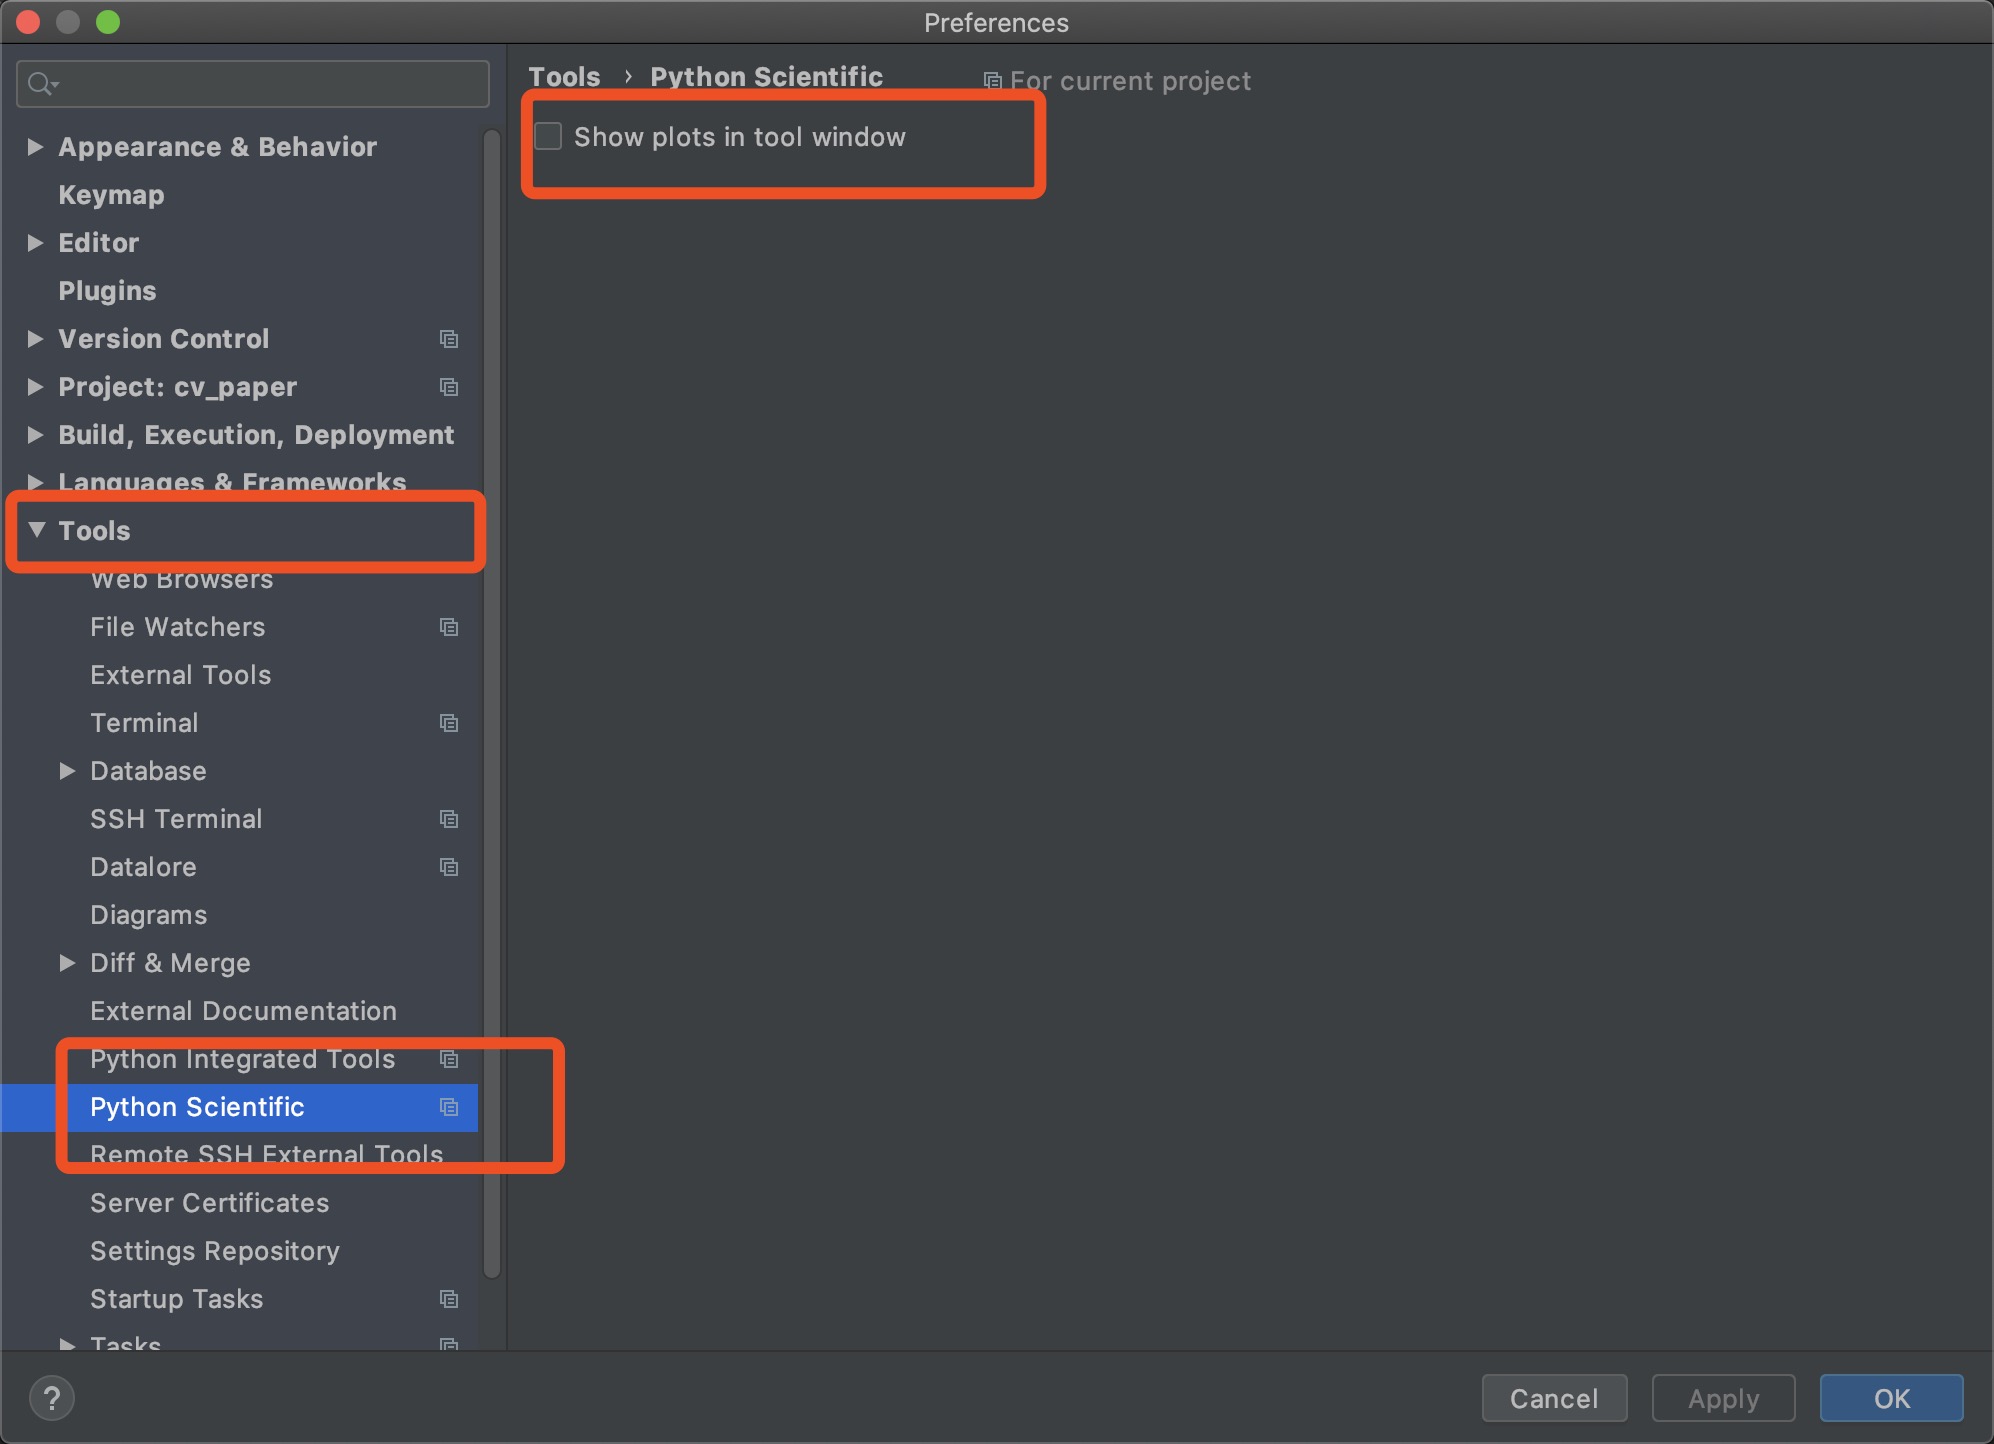 Preferences
Tools › Python Scientific
For current project
Show plots in tool window
Appearance & Behavior
Keymap
Editor
Plugins
Version Control
Project: cv_paper
Build, Execution, Deployment
Languages & Frameworks
Tools
Web Browsers
File Watchers
External Tools
Terminal
Database
SSH Terminal
Datalore
Diagrams
Diff & Merge
External Documentation
Python Integrated Tools
Python Scientific
Remote SSH External Tools
Server Certificates
Settings Repository
Startup Tasks
Tasks
?
Cancel
Apply
OK